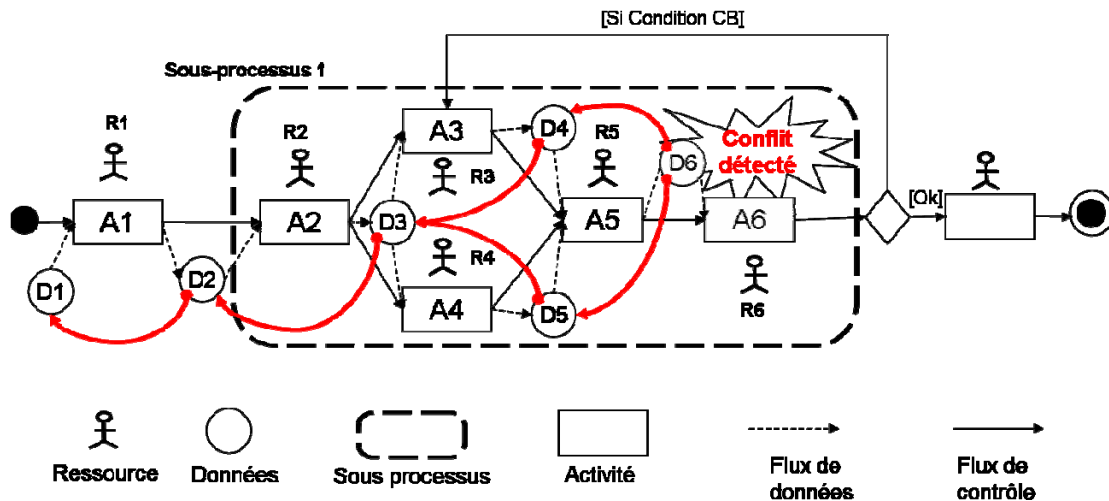 [Si Condition CB]
Sous-processus 1
R1
R2
A3
D4
R5
Conflit
détecté
D6
R3
[Ok]
A1
A2
D3
A5
A6
R4
D1
D2
A4
D5
R6
Ressource
Données
Sous processus
Activité
Flux de
données
Flux de
contrôle